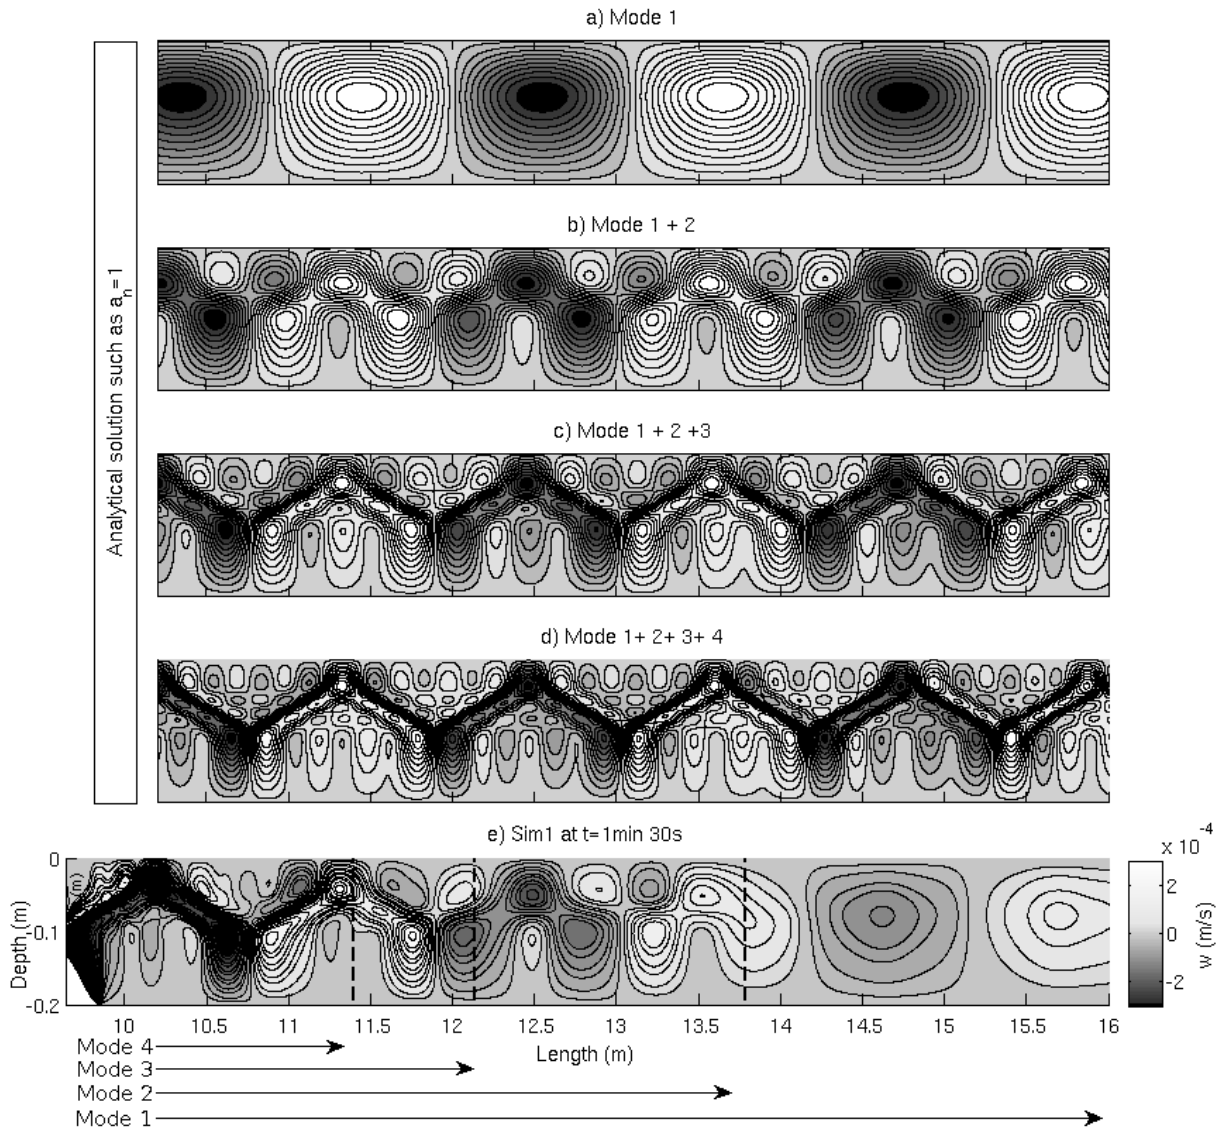 a) Mode 1
b) Mode 1 + 2
c) Mode 1 + 2 +3
d) Mode 1+ 2+ 3+ 4
Analytical solution such as a_n=1
e) Sim1 at t=1min 30s
x 10^-4
0
-0.1
-0.2
Depth (m)
2
0
-2
w (m/s)
10 10.5 11 11.5 12 12.5 13 13.5 14 14.5 15 15.5 16
Length (m)
Mode 4
Mode 3
Mode 2
Mode 1